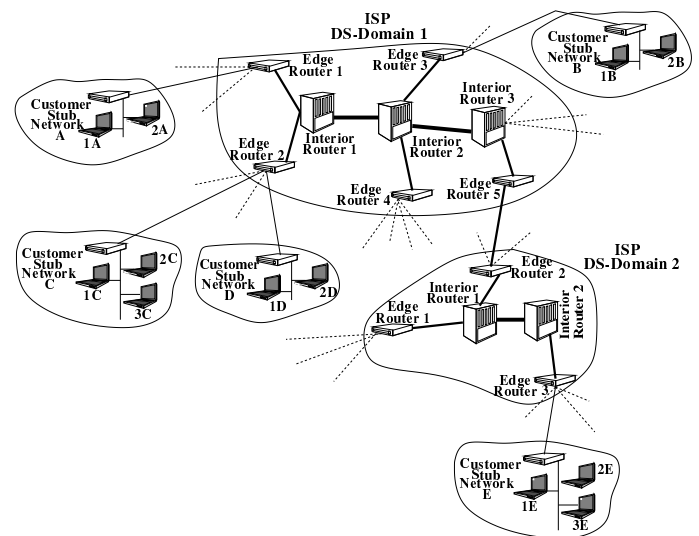 ISP
DS-Domain 1
Edge
Router 1
Edge
Router 3
Customer
Stub
Network
B
1B
2B
Interior
Router 3
Customer
Stub
Network
A
1A
2A
Edge
Router 2
Interior
Router 1
Interior
Router 2
Edge
Router 4
Edge
Router 5
Customer
Stub
Network
C
1C
2C
3C
Customer
Stub
Network
D
1D
2D
ISP
DS-Domain 2
Edge
Router 2
Interior
Router 1
Interior
Router 2
Edge
Router 1
Edge
Router 3
Customer
Stub
Network
E
1E
2E
3E